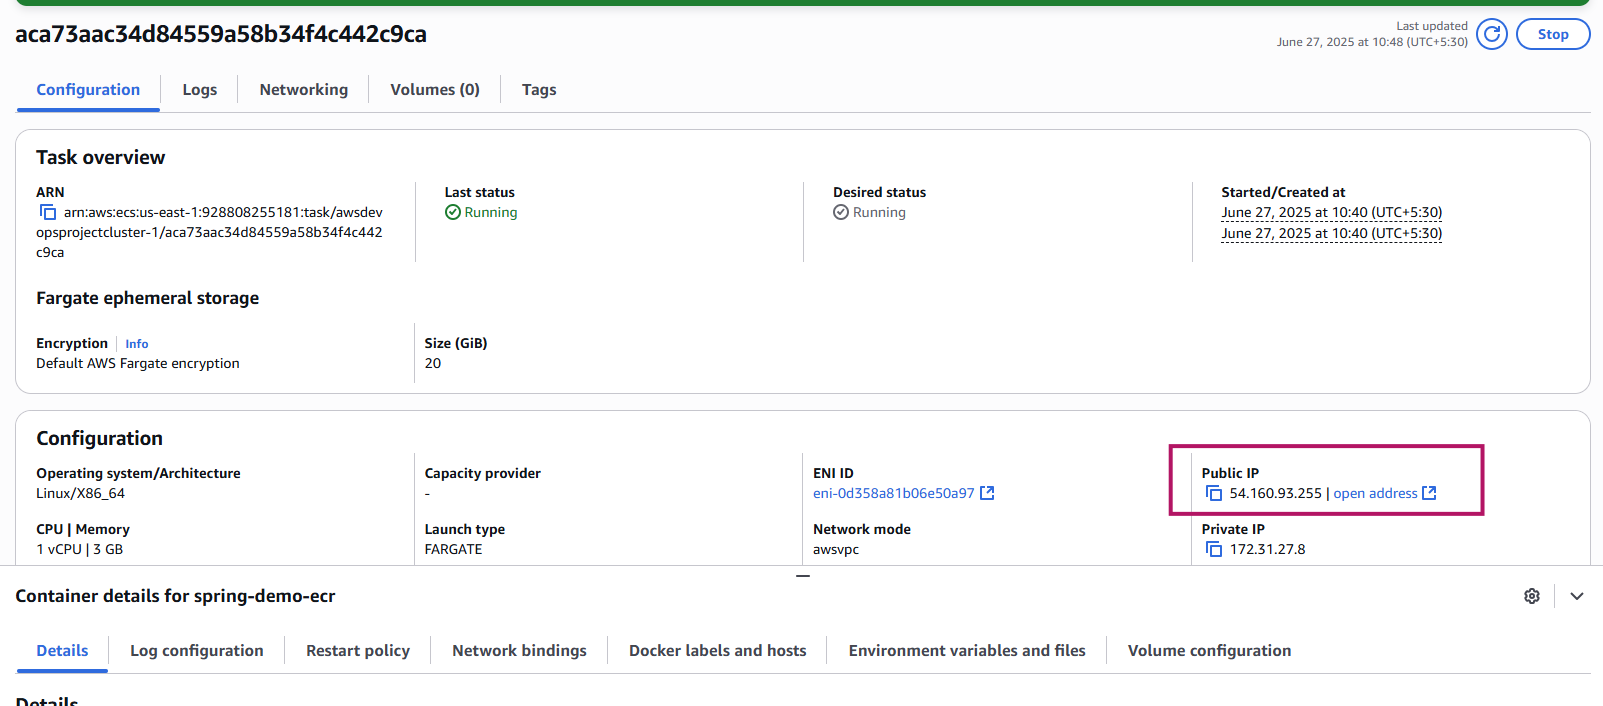 aca73aac34d84559a58b34f4c442c9ca
Last updated
June 27, 2025 at 10:48 (UTC+5:30)
Stop
Configuration
Logs
Networking
Volumes (0)
Tags
Task overview
ARN
arn:aws:ecs:us-east-1:928808255181:task/awsdev
opsprojectcluster-1/aca73aac34d84559a58b34f4c442
c9ca
Last status
Running
Desired status
Running
Started/Created at
June 27, 2025 at 10:40 (UTC+5:30)
June 27, 2025 at 10:40 (UTC+5:30)
Fargate ephemeral storage
Encryption
Info
Default AWS Fargate encryption
Size (GiB)
20
Configuration
Operating system/Architecture
Linux/X86_64
Capacity provider
-
ENI ID
eni-0d358a81b06e50a97
Public IP
54.160.93.255 | open address
CPU | Memory
1 vCPU | 3 GB
Launch type
FARGATE
Network mode
awsvpc
Private IP
172.31.27.8
Container details for spring-demo-ecr
Details
Log configuration
Restart policy
Network bindings
Docker labels and hosts
Environment variables and files
Volume configuration
Details